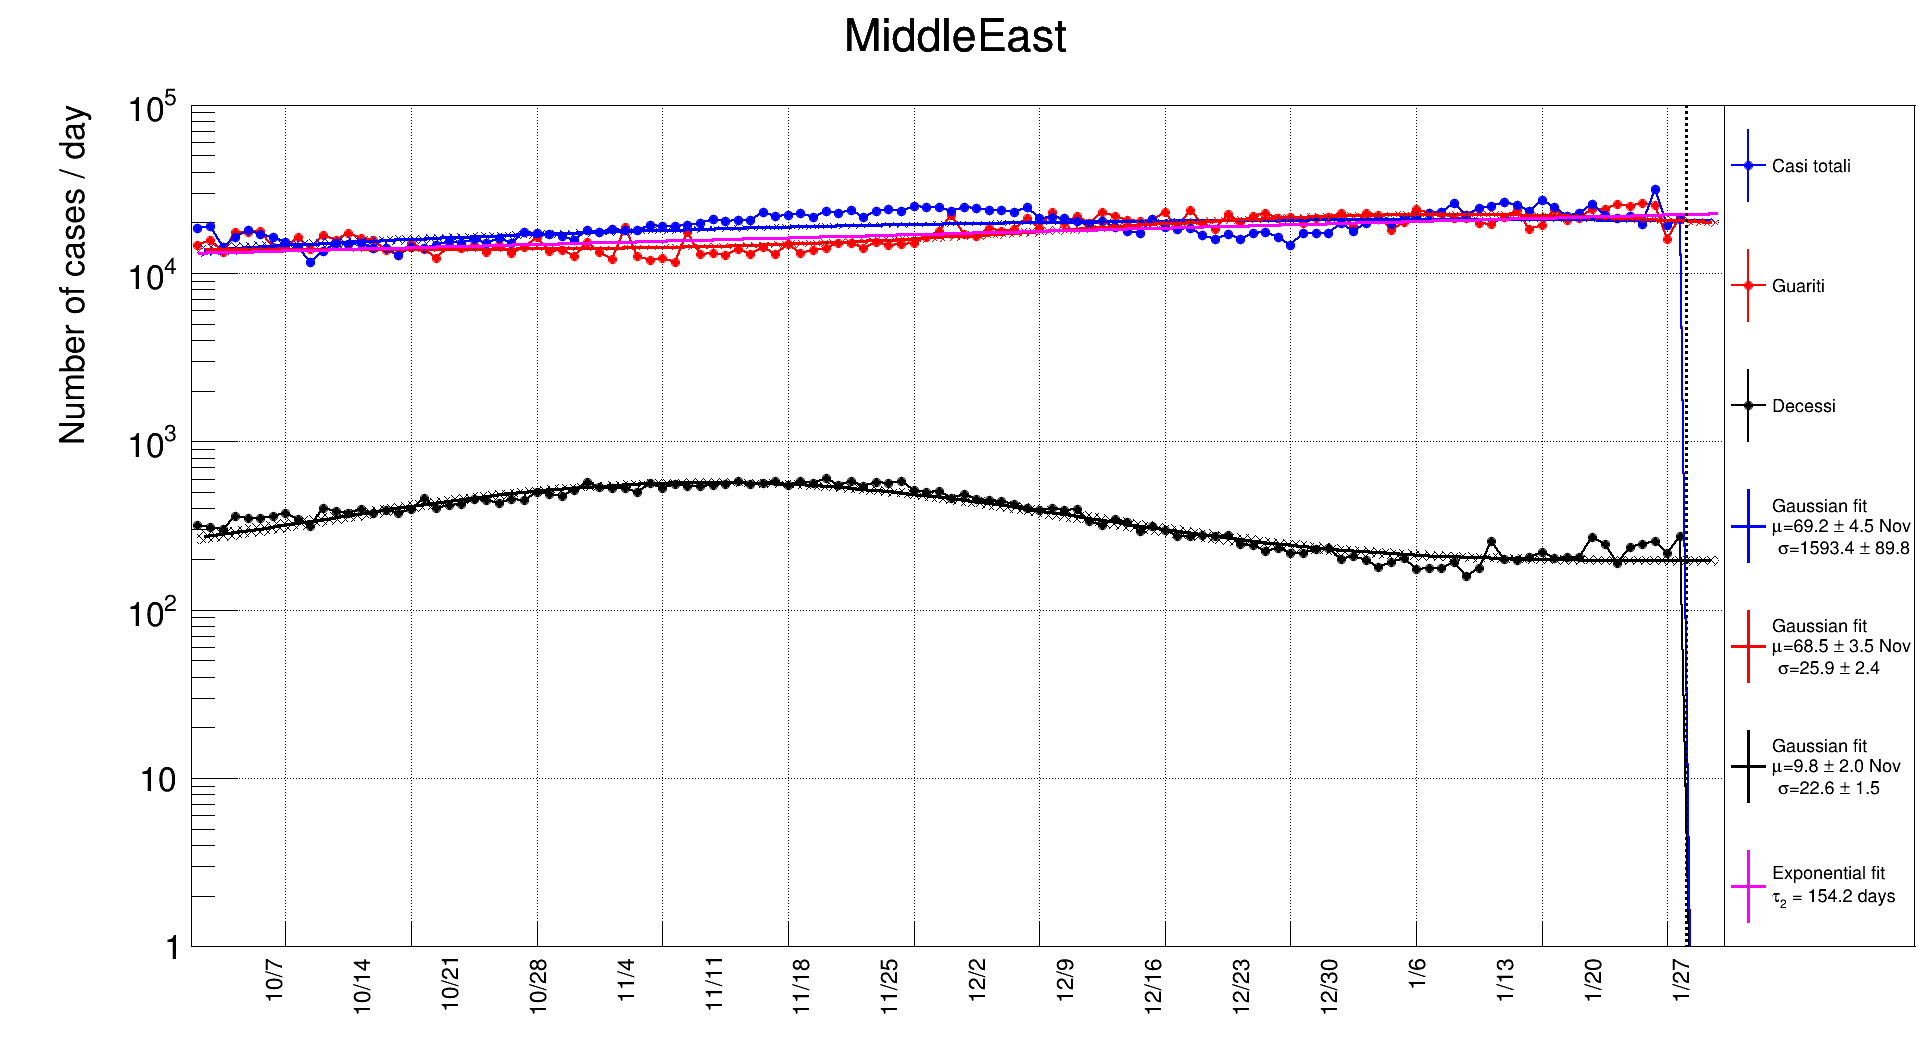 MiddleEast
Number of cases / day
10^5
10^4
10^3
10^2
10
1
10/7
10/14
10/21
10/28
11/4
11/11
11/18
11/25
12/2
12/9
12/16
12/23
12/30
1/6
1/13
1/20
1/27
Casi totali
Guariti
Decessi
Gaussian fit
μ=69.2 ± 4.5 Nov
σ=1593.4 ± 89.8
Gaussian fit
μ=68.5 ± 3.5 Nov
σ=25.9 ± 2.4
Gaussian fit
μ=9.8 ± 2.0 Nov
σ=22.6 ± 1.5
Exponential fit
τ₂ = 154.2 days